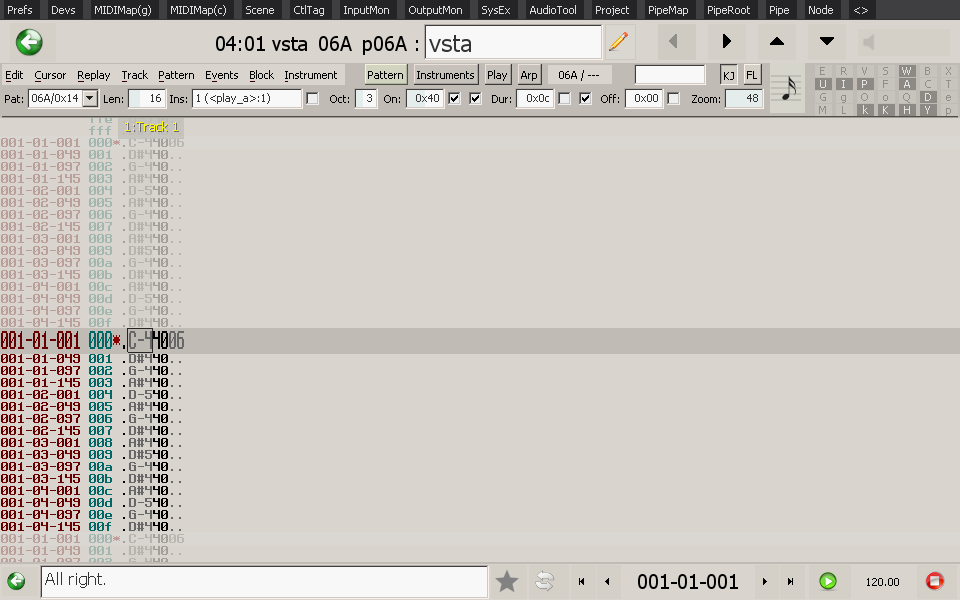 Prefs Devs MIDIMap(g) MIDIMap(c) Scene CtlTag InputMon OutputMon SysEx AudioTool Project PipeMap PipeRoot Pipe Node <>
04:01 vsta 06A p06A : vsta
Edit Cursor Replay Track Pattern Events Block Instrument Pattern Instruments Play Arp 06A / --- KJ FL
E R V S W B X
U I P F A C T
Pat: 06A/0x14 Len: 16 Ins: 1 (<play_a>:1) Oct: 3 On: 0x40 Dur: 0x0c Off: 0x00 Zoom: 48
G g l o Q D e
M L k K H Y p
fff 1:Track 1
001-01-001 000*.C-44006
001-01-049 001 .D#440..
001-01-097 002 .G-440..
001-01-145 003 .A#440..
001-02-001 004 .D-540..
001-02-049 005 .A#440..
001-02-097 006 .G-440..
001-02-145 007 .D#440..
001-03-001 008 .A#440..
001-03-049 009 .D#540..
001-03-097 00a .G-440..
001-03-145 00b .D#440..
001-04-001 00c .A#440..
001-04-049 00d .D-540..
001-04-097 00e .G-440..
001-04-145 00f .D#440..
001-01-001 000*.C-44006
001-01-049 001 .D#440..
001-01-097 002 .G-440..
001-01-145 003 .A#440..
001-02-001 004 .D-540..
001-02-049 005 .A#440..
001-02-097 006 .G-440..
001-02-145 007 .D#440..
001-03-001 008 .A#440..
001-03-049 009 .D#540..
001-03-097 00a .G-440..
001-03-145 00b .D#440..
001-04-001 00c .A#440..
001-04-049 00d .D-540..
001-04-097 00e .G-440..
001-04-145 00f .D#440..
001-01-001 000*.C-44006
001-01-049 001 .D#440..
All right. 001-01-001 120.00